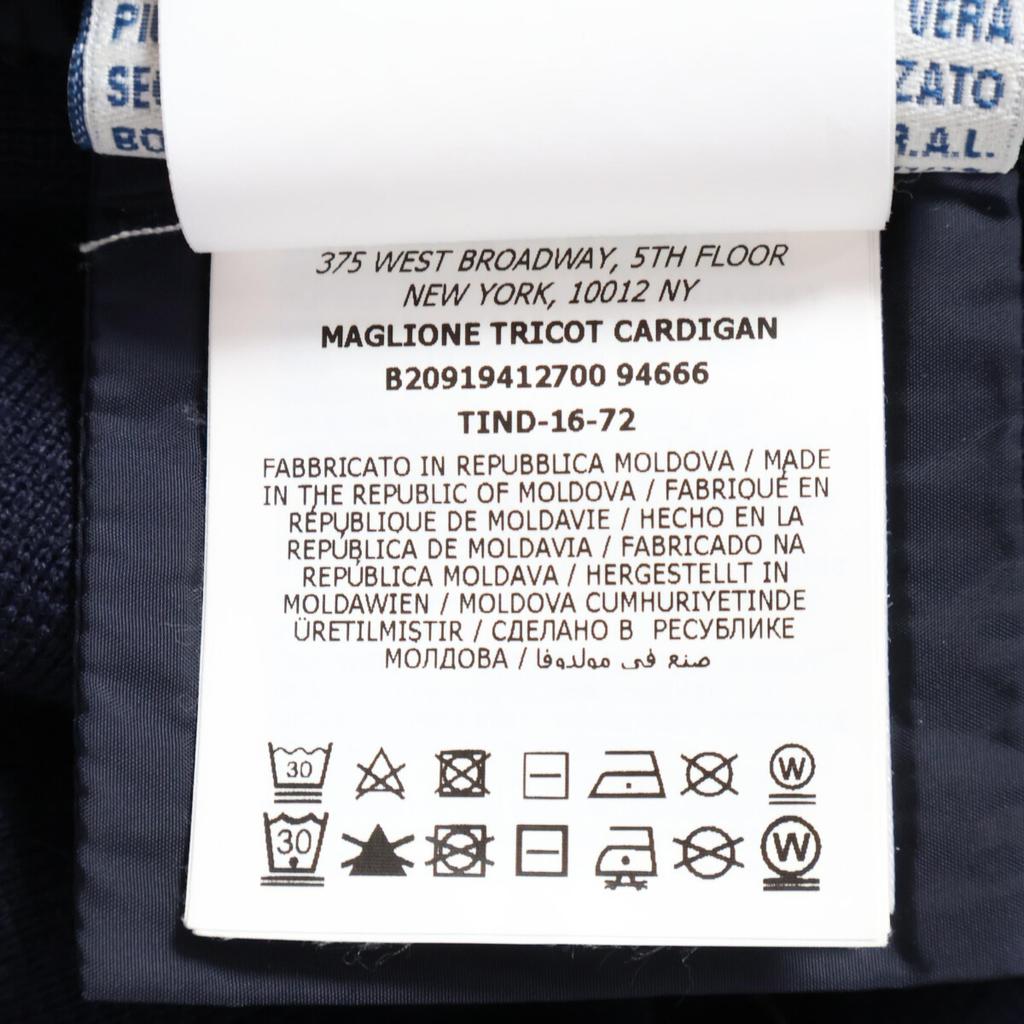 VERA
ZATO
R.A.L.
375 WEST BROADWAY, 5TH FLOOR
NEW YORK, 10012 NY
MAGLIONE TRICOT CARDIGAN
B20919412700 94666
TIND-16-72
FABBRICATO IN REPUBBLICA MOLDOVA / MADE
IN THE REPUBLIC OF MOLDOVA / FABRIQUÉ EN
RÉPUBLIQUE DE MOLDAVIE / HECHO EN LA
REPÚBLICA DE MOLDAVIA / FABRICADO NA
REPÚBLICA MOLDAVA / HERGESTELLT IN
MOLDAWIEN / MOLDOVA CUMHURIYETINDE
ÜRETILMIŞTIR / СДЕЛАНО В РЕСУБЛИКЕ
МОЛДОВА / صنع في مولدوفا
30 W
30 W